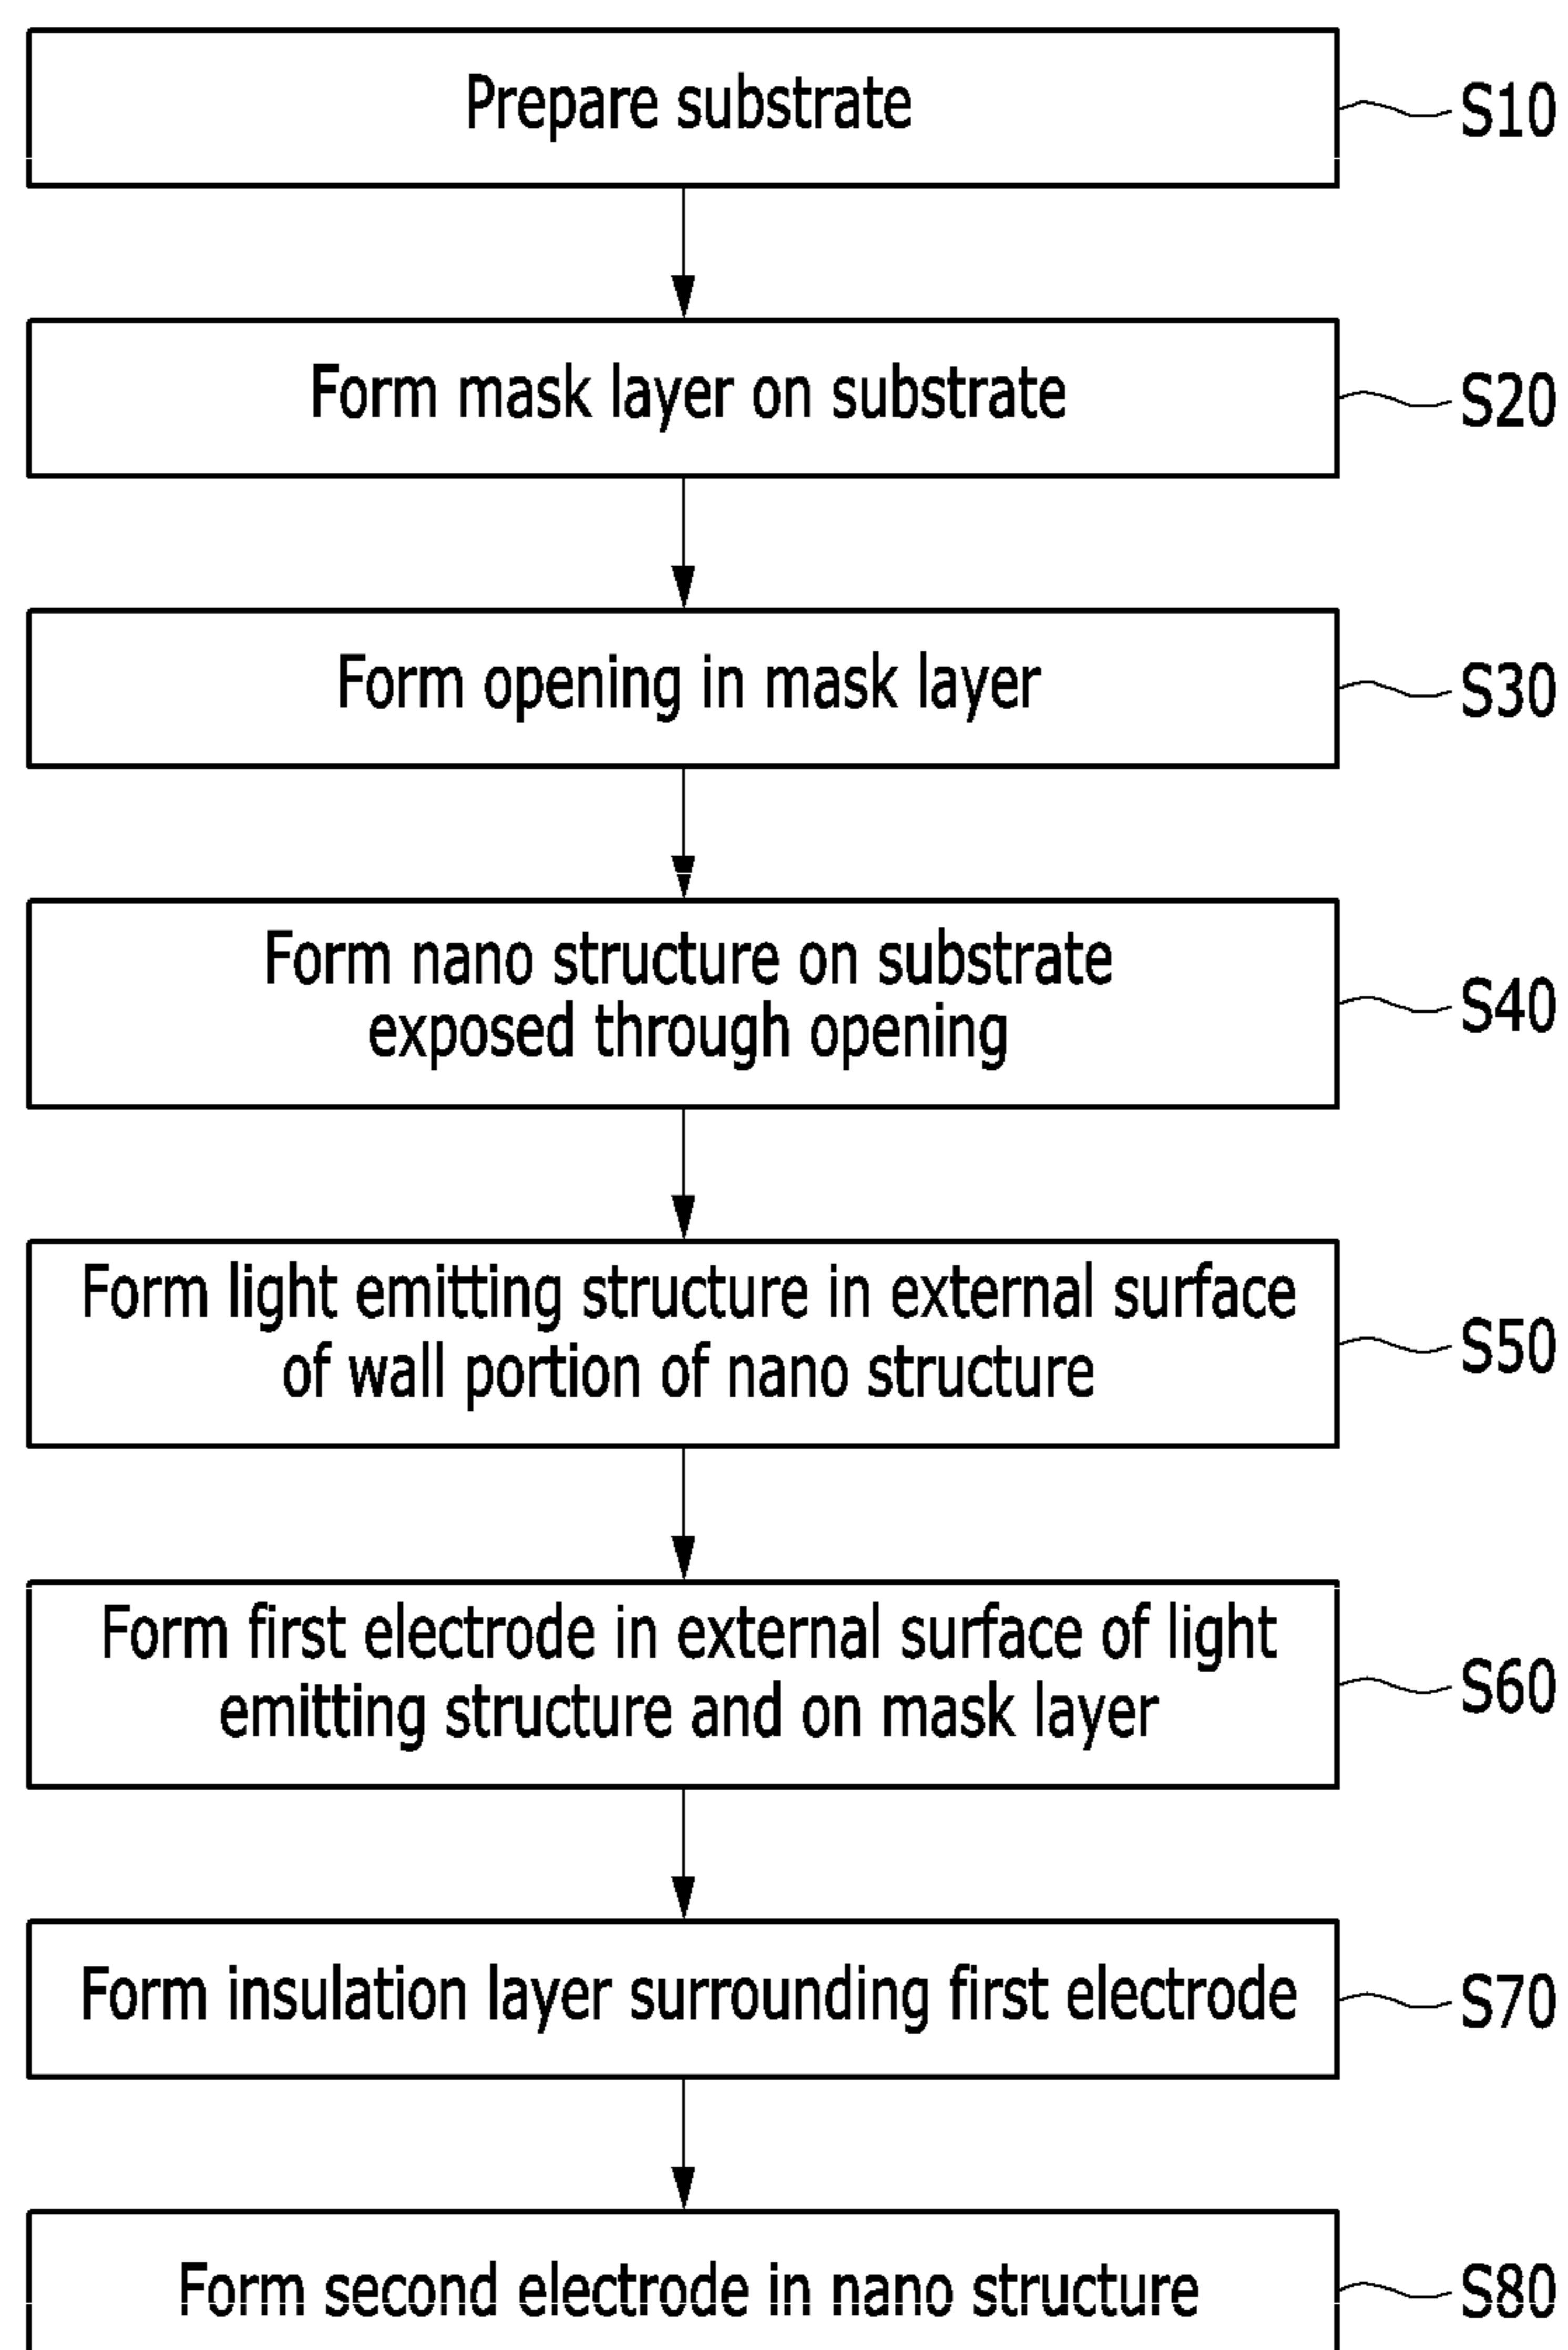 Prepare substrate
S10
Form mask layer on substrate
S20
Form opening in mask layer
S30
Form nano structure on substrate
exposed through opening
S40
Form light emitting structure in external surface
of wall portion of nano structure
S50
Form first electrode in external surface of light
emitting structure and on mask layer
S60
Form insulation layer surrounding first electrode
S70
Form second electrode in nano structure
S80